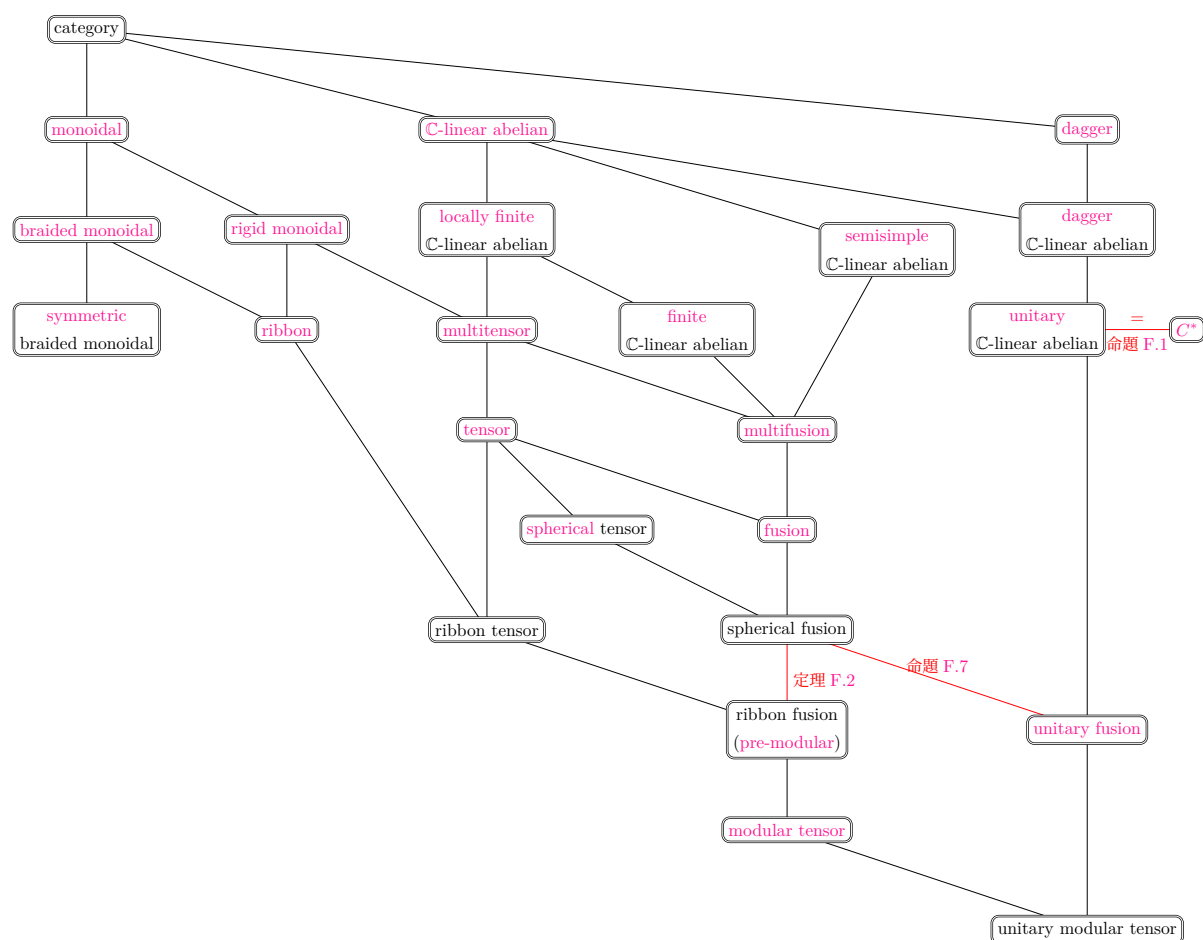 category
monoidal
ℂ-linear abelian
dagger
braided monoidal
rigid monoidal
locally finite
ℂ-linear abelian
semisimple
ℂ-linear abelian
dagger
ℂ-linear abelian
symmetric
braided monoidal
ribbon
multitensor
finite
ℂ-linear abelian
unitary
ℂ-linear abelian
=
命題 F.1
C*
tensor
multifusion
spherical tensor
fusion
ribbon tensor
spherical fusion
定理 F.2
命題 F.7
ribbon fusion
(pre-modular)
unitary fusion
modular tensor
unitary modular tensor